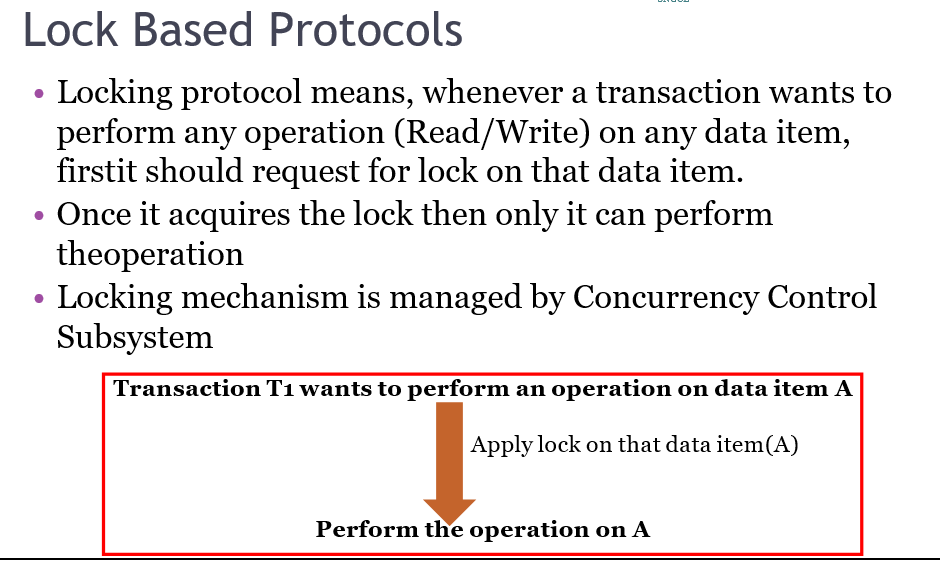 Lock Based Protocols
• Locking protocol means, whenever a transaction wants to
perform any operation (Read/Write) on any data item,
firstit should request for lock on that data item.
• Once it acquires the lock then only it can perform
theoperation
• Locking mechanism is managed by Concurrency Control
Subsystem
Transaction T1 wants to perform an operation on data item A
Apply lock on that data item(A)
Perform the operation on A